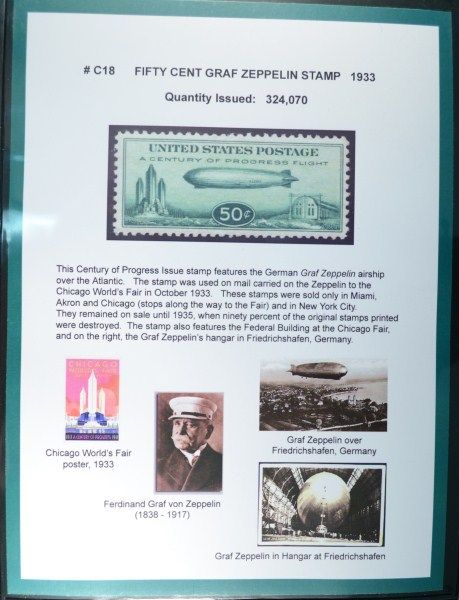 # C18 FIFTY CENT GRAF ZEPPELIN STAMP 1933
Quantity Issued: 324,070
UNITED STATES POSTAGE
A CENTURY OF PROGRESS FLIGHT
50¢
This Century of Progress Issue stamp features the German Graf Zeppelin airship
over the Atlantic. The stamp was used on mail carried on the Zeppelin to the
Chicago World's Fair in October 1933. These stamps were sold only in Miami,
Akron and Chicago (stops along the way to the Fair) and in New York City.
They remained on sale until 1935, when ninety percent of the original stamps printed
were destroyed. The stamp also features the Federal Building at the Chicago Fair,
and on the right, the Graf Zeppelin's hangar in Friedrichshafen, Germany.
CHICAGO
WORLD'S FAIR
Chicago World's Fair
poster, 1933
Ferdinand Graf von Zeppelin
(1838 - 1917)
Graf Zeppelin over
Friedrichshafen, Germany
Graf Zeppelin in Hangar at Friedrichshafen